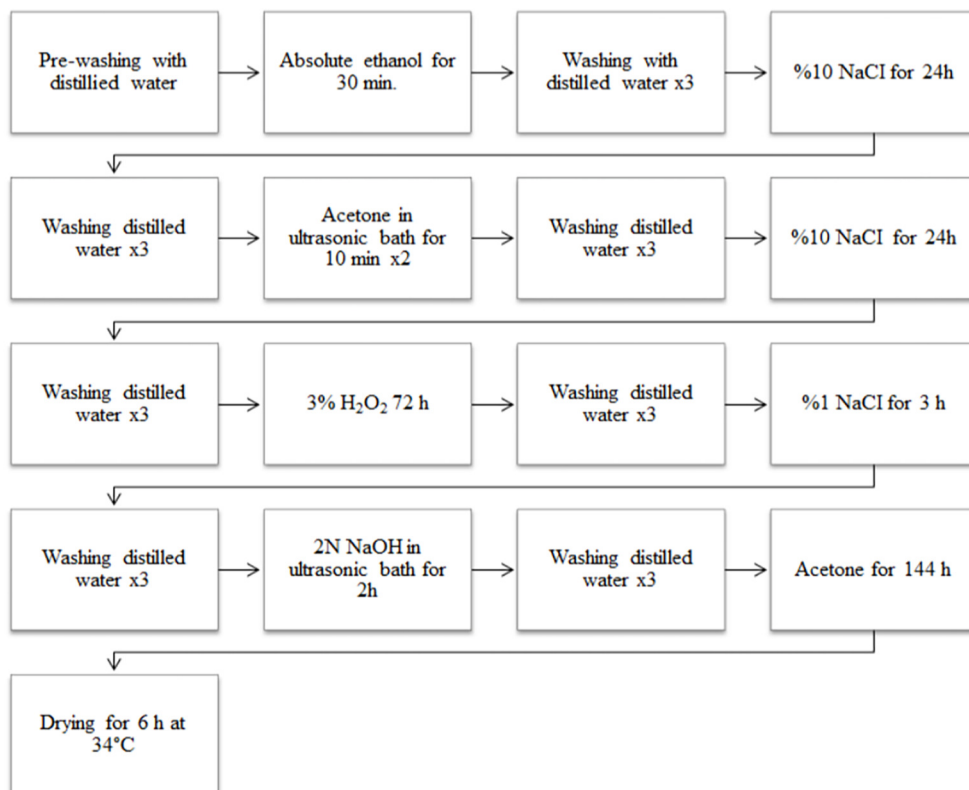 Pre-washing with
distillied water
Absolute ethanol for
30 min.
Washing with
distilled water x3
%10 NaCI for 24h
Washing distilled
water x3
Acetone in
ultrasonic bath for
10 min x2
Washing distilled
water x3
%10 NaCI for 24h
Washing distilled
water x3
3% H₂O₂ 72 h
Washing distilled
water x3
%1 NaCI for 3 h
Washing distilled
water x3
2N NaOH in
ultrasonic bath for
2h
Washing distilled
water x3
Acetone for 144 h
Drying for 6 h at
34°C